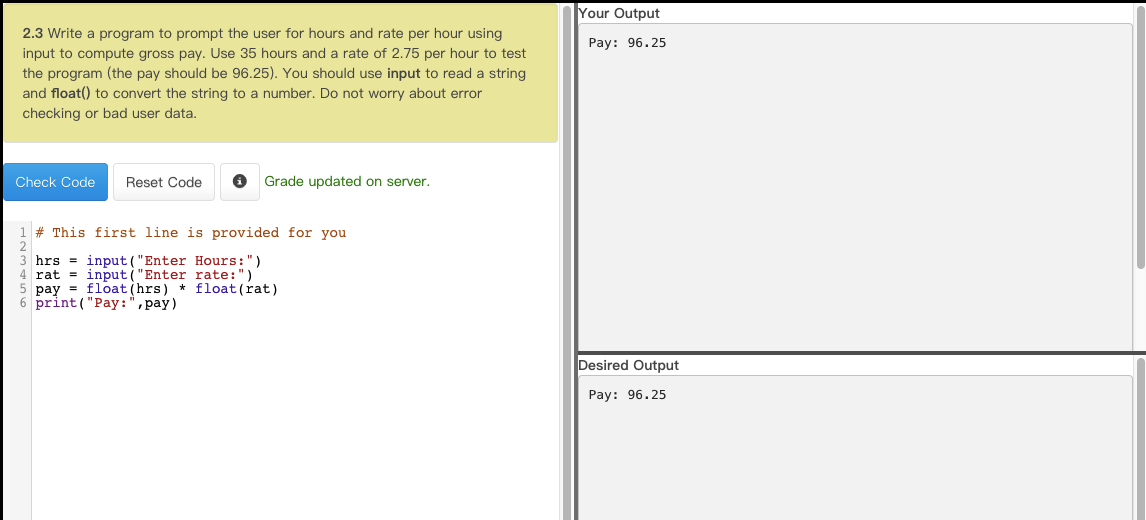 2.3 Write a program to prompt the user for hours and rate per hour using
input to compute gross pay. Use 35 hours and a rate of 2.75 per hour to test
the program (the pay should be 96.25). You should use input to read a string
and float() to convert the string to a number. Do not worry about error
checking or bad user data.
Check Code
Reset Code
Grade updated on server.
1 # This first line is provided for you
2
3 hrs = input("Enter Hours:")
4 rat = input("Enter rate:")
5 pay = float(hrs) * float(rat)
6 print("Pay:",pay)
Your Output
Pay: 96.25
Desired Output
Pay: 96.25